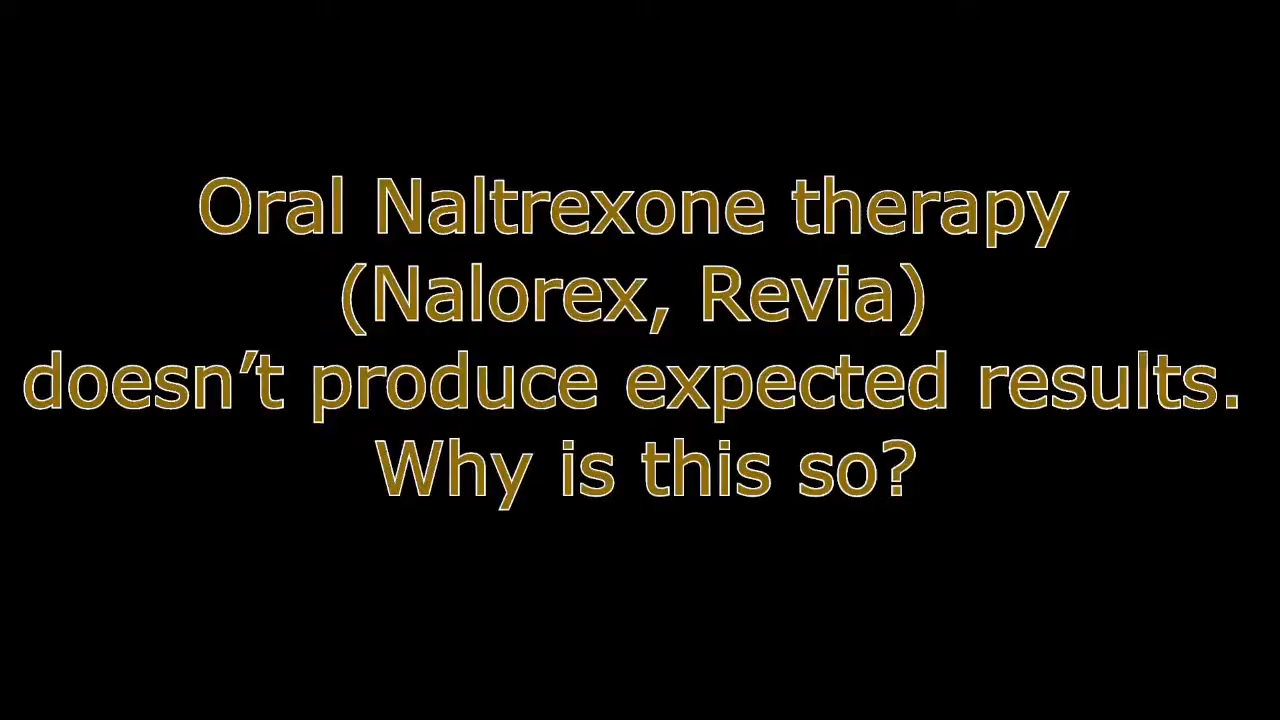 Oral Naltrexone therapy
(Nalorex, Revia)
doesn’t produce expected results.
Why is this so?